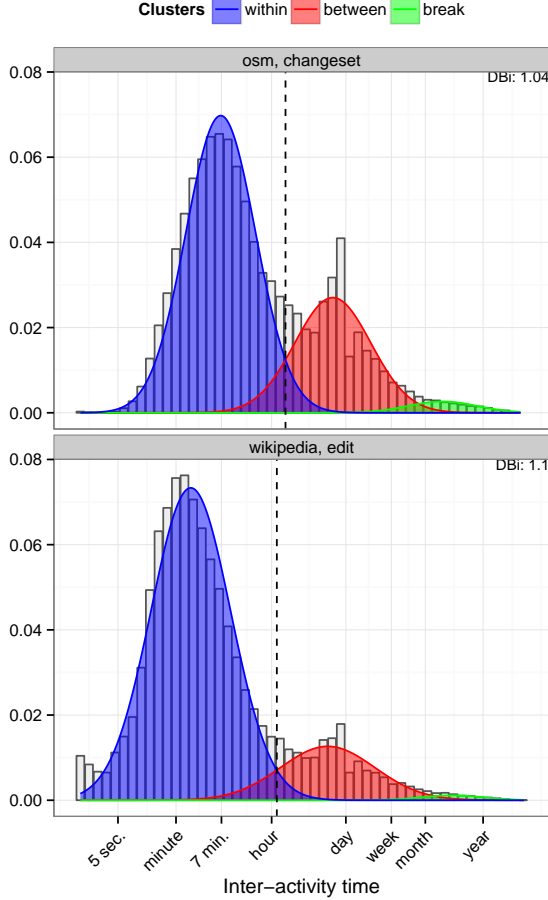 Clusters within between break
osm, changeset
DBi: 1.04
0.08
0.06
0.04
0.02
0.00
wikipedia, edit
DBi: 1.1
0.08
0.06
0.04
0.02
0.00
5 sec. minute 7 min. hour day week month year
Inter−activity time